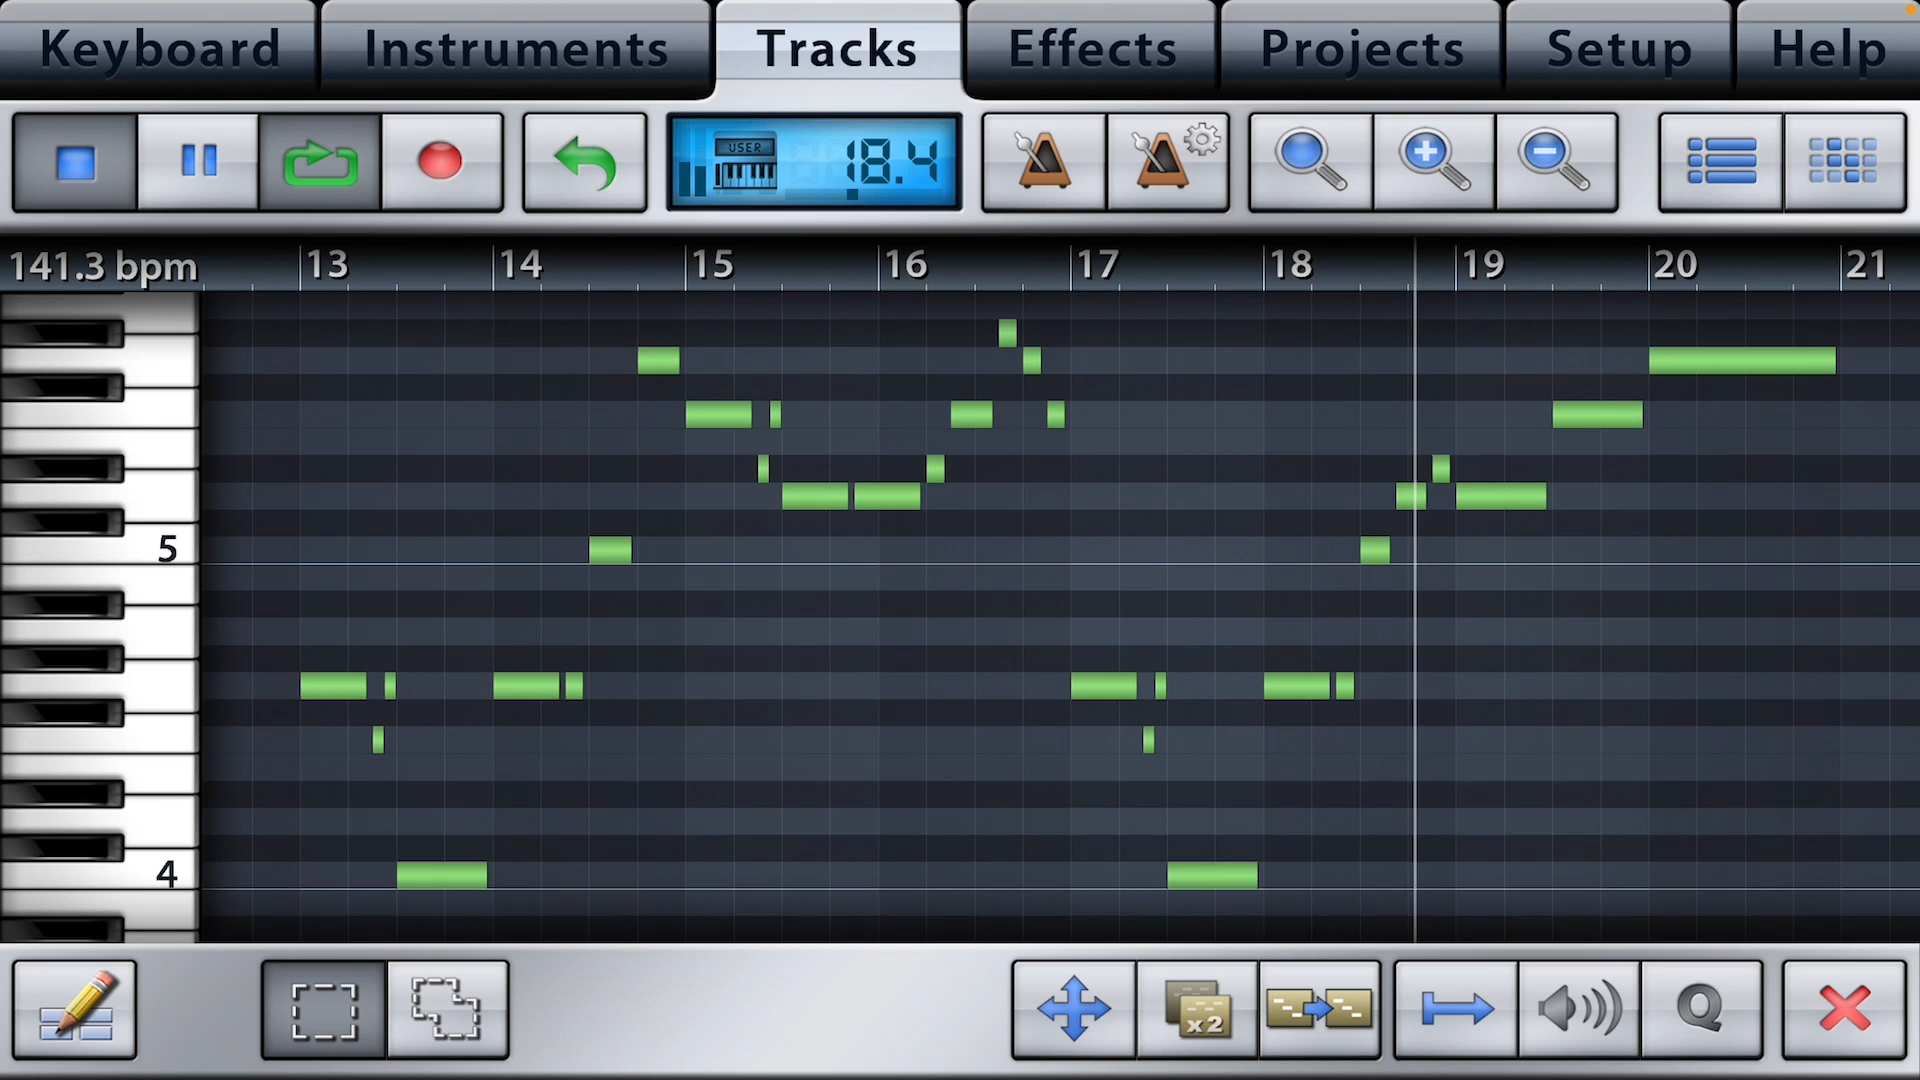 Keyboard Instruments Tracks Effects Projects Setup Help
USER 18.4
141.3 bpm 13 14 15 16 17 18 19 20 21
5
4
x2 Q